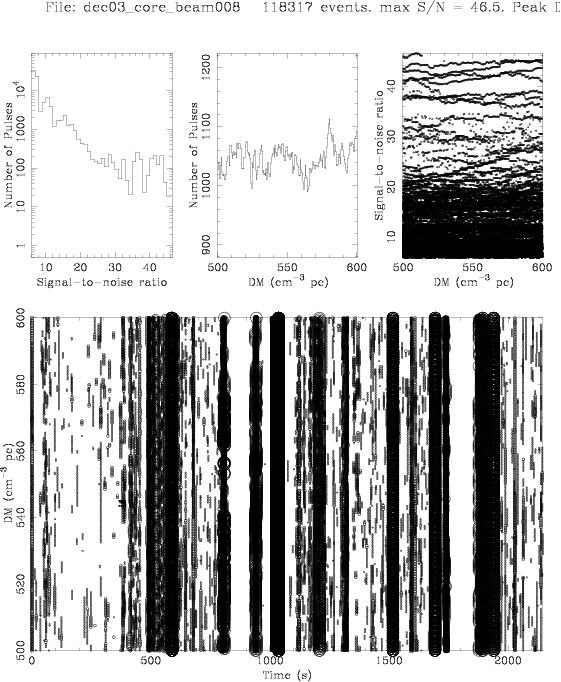 File: dec03_core_beam008 118317 events. max S/N = 46.5. Peak D
Number of Pulses
1 10 100 1000 10⁴
10 20 30 40
Signal-to-noise ratio
Number of Pulses
900 1000 1100 1200
500 550 600
DM (cm⁻³ pc)
Signal-to-noise ratio
10 20 30 40
500 550 600
DM (cm⁻³ pc)
DM (cm⁻³ pc)
500 520 540 560 580 600
0 500 1000 1500 2000
Time (s)